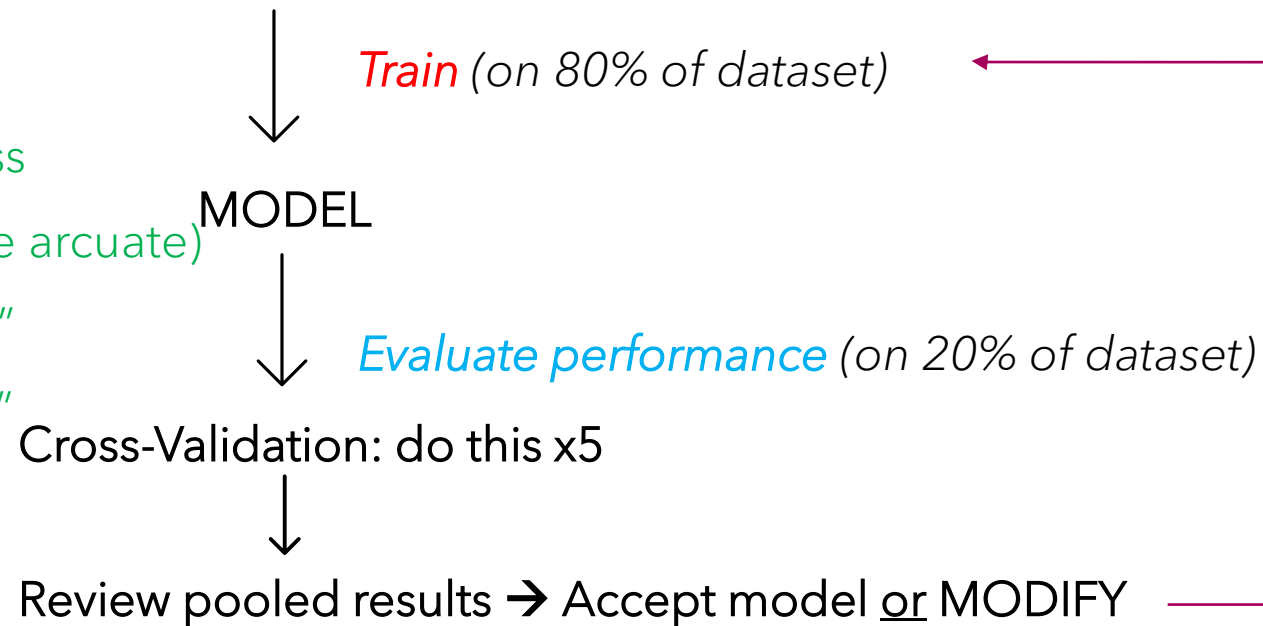 Train (on 80% of dataset)
ss
MODEL
e arcuate)
"
Evaluate performance (on 20% of dataset)
"
Cross-Validation: do this x5
Review pooled results → Accept model or MODIFY